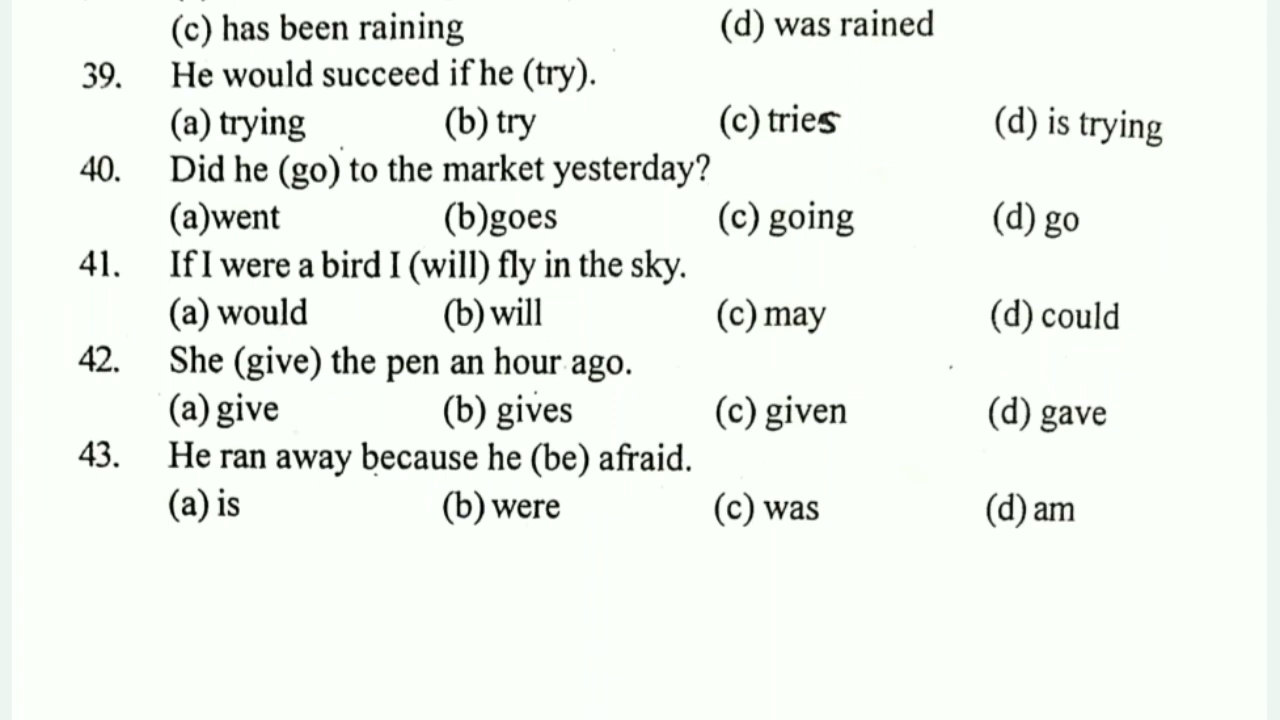 (c) has been raining (d) was rained
39. He would succeed if he (try).
(a) trying (b) try (c) tries (d) is trying
40. Did he (go) to the market yesterday?
(a)went (b)goes (c) going (d) go
41. If I were a bird I (will) fly in the sky.
(a) would (b) will (c) may (d) could
42. She (give) the pen an hour ago.
(a) give (b) gives (c) given (d) gave
43. He ran away because he (be) afraid.
(a) is (b) were (c) was (d) am